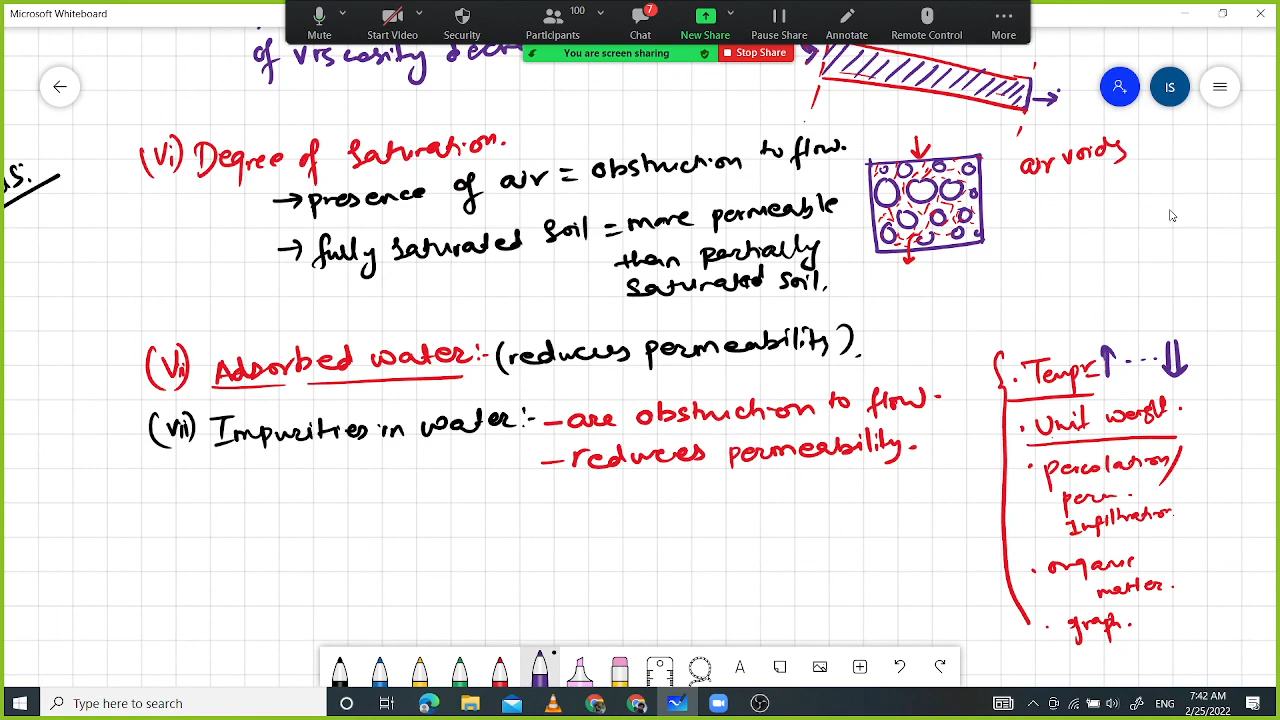 Microsoft Whiteboard
Mute
Start Video
Security
100
Participants
7
Chat
New Share
Pause Share
Annotate
Remote Control
More
You are screen sharing
Stop Share
of viscosity
IS
(vi) Degree of Saturation.
→ presence of air = obstruction to flow.
→ fully saturated soil = more permeable
than partially
saturated soil.
air voids
(vi) Adsorbed water:- (reduces permeability).
(vii) Impurities in water:- – are obstruction to flow.
– reduces permeability.
· Tempr ↑ ... ⇓
· Unit weight.
· percolation/
perm.
Infiltration.
· organic
matter.
· graph.
A
Type here to search
ENG
7:42 AM
2/25/2022